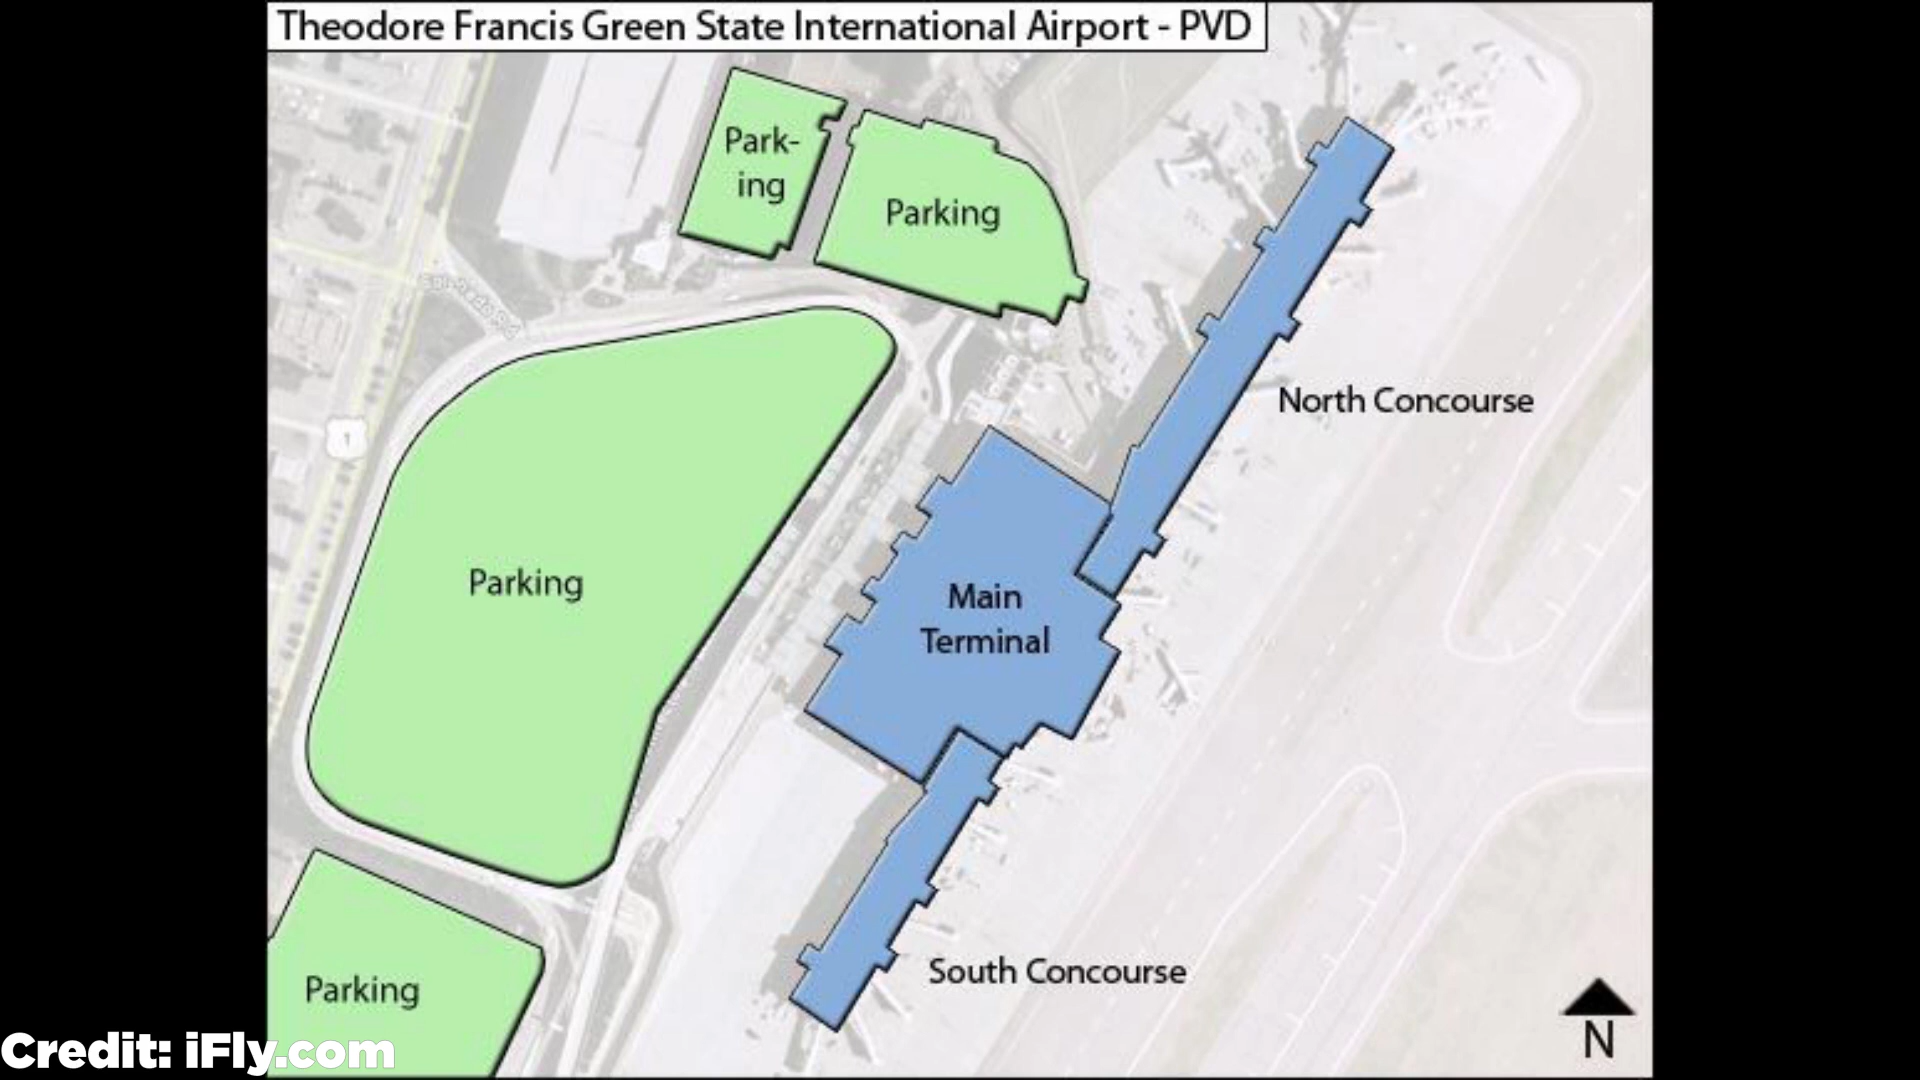 Theodore Francis Green State International Airport - PVD
Park-
ing
Parking
North Concourse
Parking
Main
Terminal
South Concourse
Parking
N
1
Credit: iFly.com